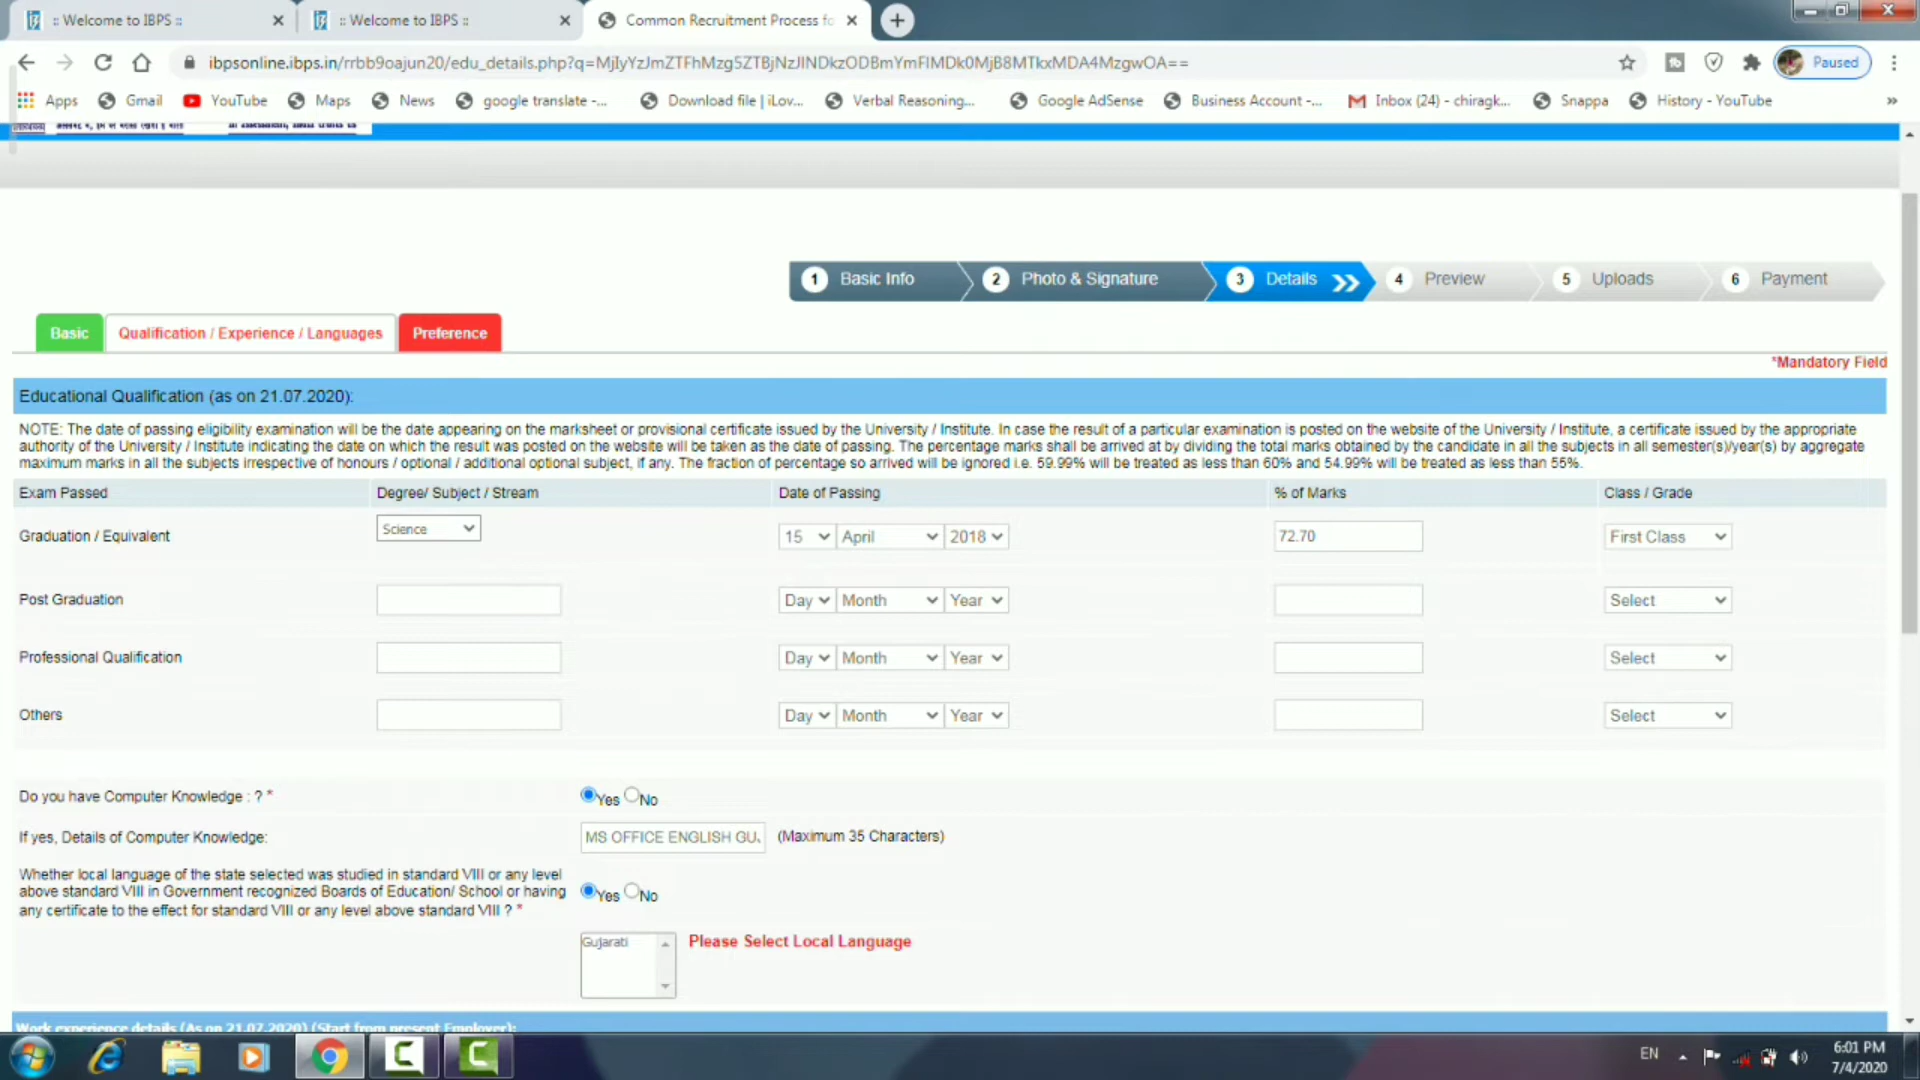 :: Welcome to IBPS ::
:: Welcome to IBPS ::
Common Recruitment Process fo
ibpsonline.ibps.in/rrbb9oajun20/edu_details.php?q=MjIyYzJmZTFhMzg5ZTBjNzJlNDkzODBmYmFlMDk0MjB8MTkxMDA4MzgwOA==
Paused
Apps
Gmail
YouTube
Maps
News
google translate -...
Download file | iLov...
Verbal Reasoning...
Google AdSense
Business Account -...
Inbox (24) - chiragk...
Snappa
History - YouTube
»
1 Basic Info
2 Photo & Signature
3 Details
4 Preview
5 Uploads
6 Payment
Basic
Qualification / Experience / Languages
Preference
*Mandatory Field
Educational Qualification (as on 21.07.2020):
NOTE: The date of passing eligibility examination will be the date appearing on the marksheet or provisional certificate issued by the University / Institute. In case the result of a particular examination is posted on the website of the University / Institute, a certificate issued by the appropriate
authority of the University / Institute indicating the date on which the result was posted on the website will be taken as the date of passing. The percentage marks shall be arrived at by dividing the total marks obtained by the candidate in all the subjects in all semester(s)/year(s) by aggregate
maximum marks in all the subjects irrespective of honours / optional / additional optional subject, if any. The fraction of percentage so arrived will be ignored i.e. 59.99% will be treated as less than 60% and 54.99% will be treated as less than 55%.
Exam Passed Degree/ Subject / Stream Date of Passing % of Marks Class / Grade
Graduation / Equivalent Science 15 April 2018 72.70 First Class
Post Graduation Day Month Year Select
Professional Qualification Day Month Year Select
Others Day Month Year Select
Do you have Computer Knowledge : ? * Yes No
If yes, Details of Computer Knowledge: MS OFFICE ENGLISH GUJ (Maximum 35 Characters)
Whether local language of the state selected was studied in standard VIII or any level
above standard VIII in Government recognized Boards of Education/ School or having
any certificate to the effect for standard VIII or any level above standard VIII ? *
Yes No
Gujarati Please Select Local Language
Work experience details (As on 21.07.2020) (Start from present Employer):
EN
6:01 PM
7/4/2020